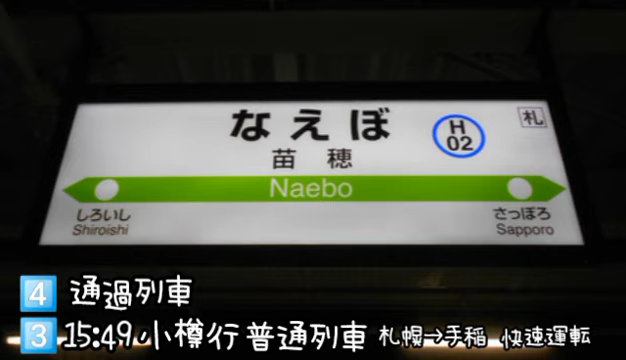 なえぼ
H 02
札
苗穂
Naebo
しろいし さっぽろ
Shiroishi Sapporo
4 通過列車
3 15:49 小樽行 普通列車 札幌→手稲 快速運転